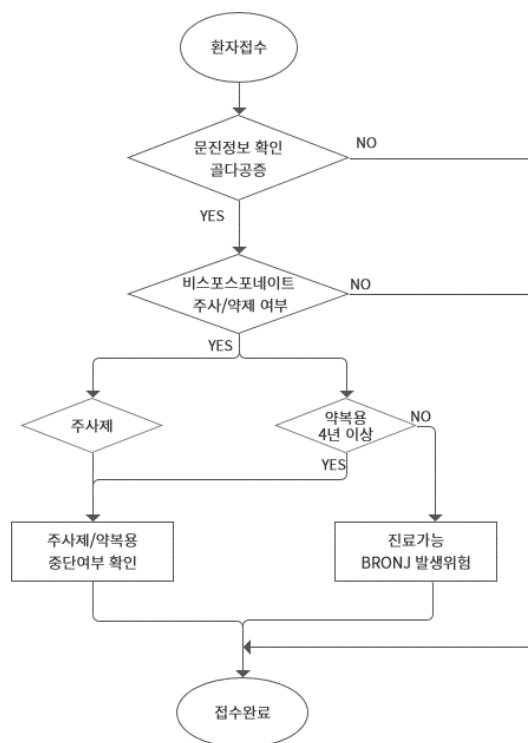 환자접수
문진정보 확인
골다공증
NO
YES
비스포스포네이트
주사/약제 여부
NO
YES
주사제
약복용
4년 이상
NO
YES
주사제/약복용
중단여부 확인
진료가능
BRONJ 발생위험
접수완료